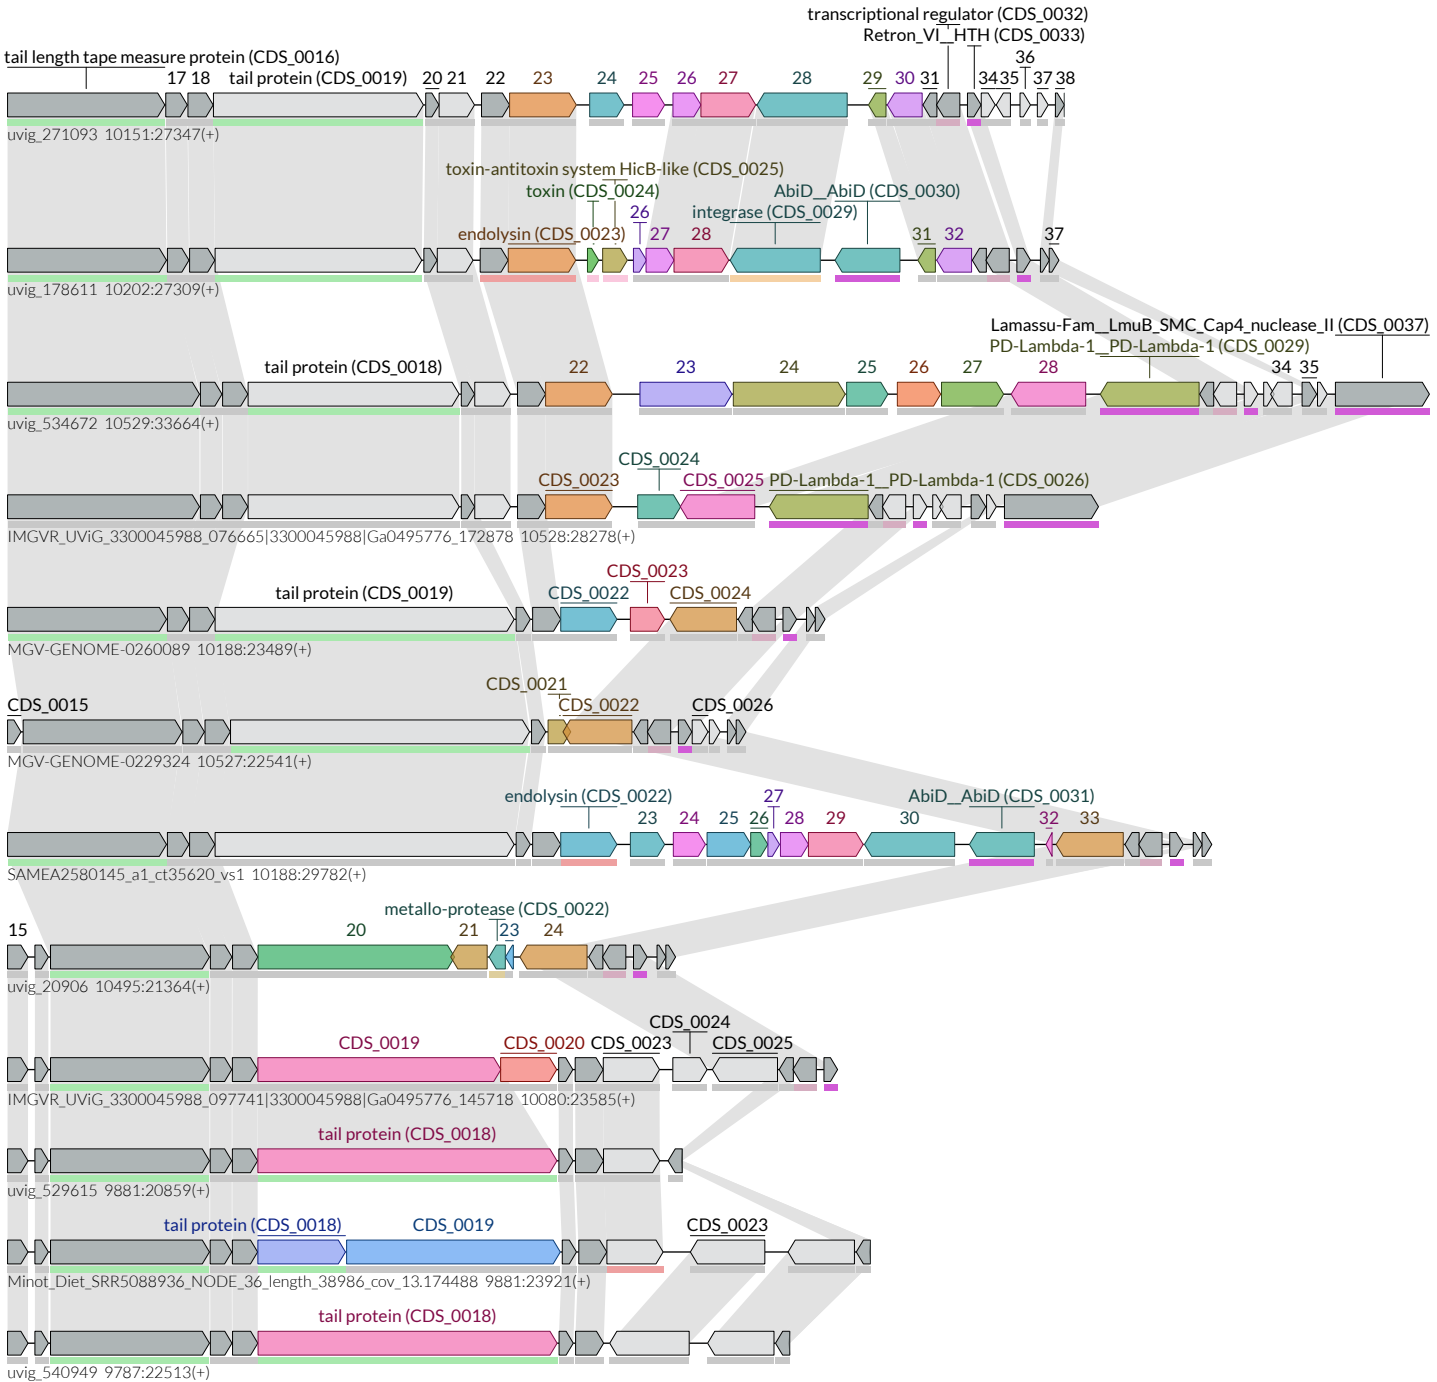 transcriptional regulator (CDS_0032)
Retron_VI__HTH (CDS_0033)
tail length tape measure protein (CDS_0016)
36
17 18 tail protein (CDS_0019) 20 21 22 23 24 25 26 27 28 29 30 31 34 35 37 38
uvig_271093 10151:27347(+)
toxin-antitoxin system HicB-like (CDS_0025)
toxin (CDS_0024) AbiD__AbiD (CDS_0030)
26 integrase (CDS_0029)
endolysin (CDS_0023) 27 28 31 32 37
uvig_178611 10202:27309(+)
Lamassu-Fam__LmuB_SMC_Cap4_nuclease_II (CDS_0037)
PD-Lambda-1__PD-Lambda-1 (CDS_0029)
tail protein (CDS_0018) 22 23 24 25 26 27 28 34 35
uvig_534672 10529:33664(+)
CDS_0024
CDS_0023 CDS_0025 PD-Lambda-1__PD-Lambda-1 (CDS_0026)
IMGVR_UViG_3300045988_076665|3300045988|Ga0495776_172878 10528:28278(+)
CDS_0023
tail protein (CDS_0019) CDS_0022 CDS_0024
MGV-GENOME-0260089 10188:23489(+)
CDS_0021
CDS_0015 CDS_0022 CDS_0026
MGV-GENOME-0229324 10527:22541(+)
endolysin (CDS_0022) 27 AbiD__AbiD (CDS_0031)
23 24 25 26 28 29 30 32 33
SAMEA2580145_a1_ct35620_vs1 10188:29782(+)
metallo-protease (CDS_0022)
15 20 21 23 24
uvig_20906 10495:21364(+)
CDS_0024
CDS_0019 CDS_0020 CDS_0023 CDS_0025
IMGVR_UViG_3300045988_097741|3300045988|Ga0495776_145718 10080:23585(+)
tail protein (CDS_0018)
uvig_529615 9881:20859(+)
tail protein (CDS_0018) CDS_0019 CDS_0023
Minot_Diet_SRR5088936_NODE_36_length_38986_cov_13.174488 9881:23921(+)
tail protein (CDS_0018)
uvig_540949 9787:22513(+)